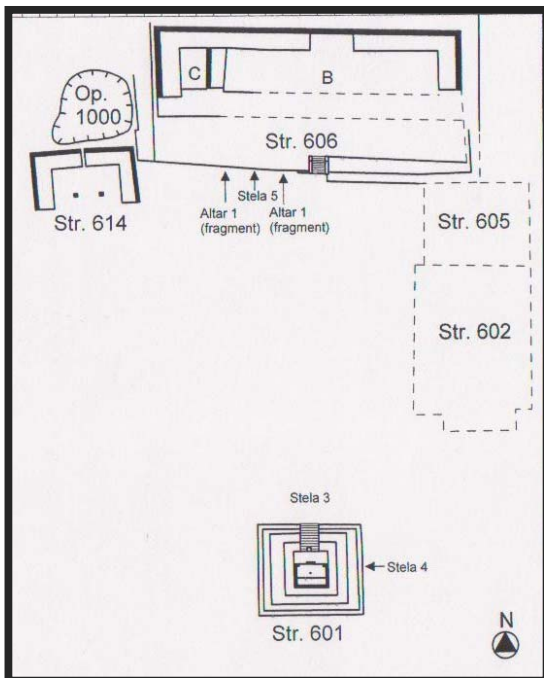 C
B
Op.
1000
Str. 606
Altar 1
(fragment)
Stela 5
Altar 1
(fragment)
Str. 614
Str. 605
Str. 602
Stela 3
Stela 4
Str. 601
N